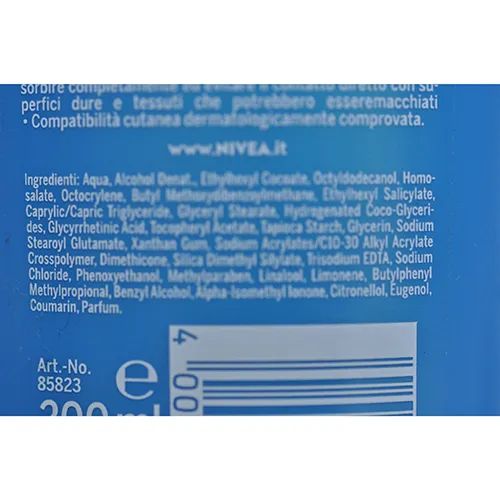 sorbire completamente ed evitare il contatto diretto con su-
perfici dure e tessuti che potrebbero esseremacchiati
• Compatibilità cutanea dermatologicamente comprovata.
www.NIVEA.it
Ingredienti: Aqua, Alcohol Denat., Ethylhexyl Cocoate, Octyldodecanol, Homo-
salate, Octocrylene, Butyl Methoxydibenzoylmethane, Ethylhexyl Salicylate,
Caprylic/Capric Triglyceride, Glyceryl Stearate, Hydrogenated Coco-Glyceri-
des, Glycyrrhetinic Acid, Tocopheryl Acetate, Tapioca Starch, Glycerin, Sodium
Stearoyl Glutamate, Xanthan Gum, Sodium Acrylates/C10-30 Alkyl Acrylate
Crosspolymer, Dimethicone, Silica Dimethyl Silylate, Trisodium EDTA, Sodium
Chloride, Phenoxyethanol, Methylparaben, Linalool, Limonene, Butylphenyl
Methylpropional, Benzyl Alcohol, Alpha-Isomethyl Ionone, Citronellol, Eugenol,
Coumarin, Parfum.
Art.-No.
85823
e
200 ml
4 00